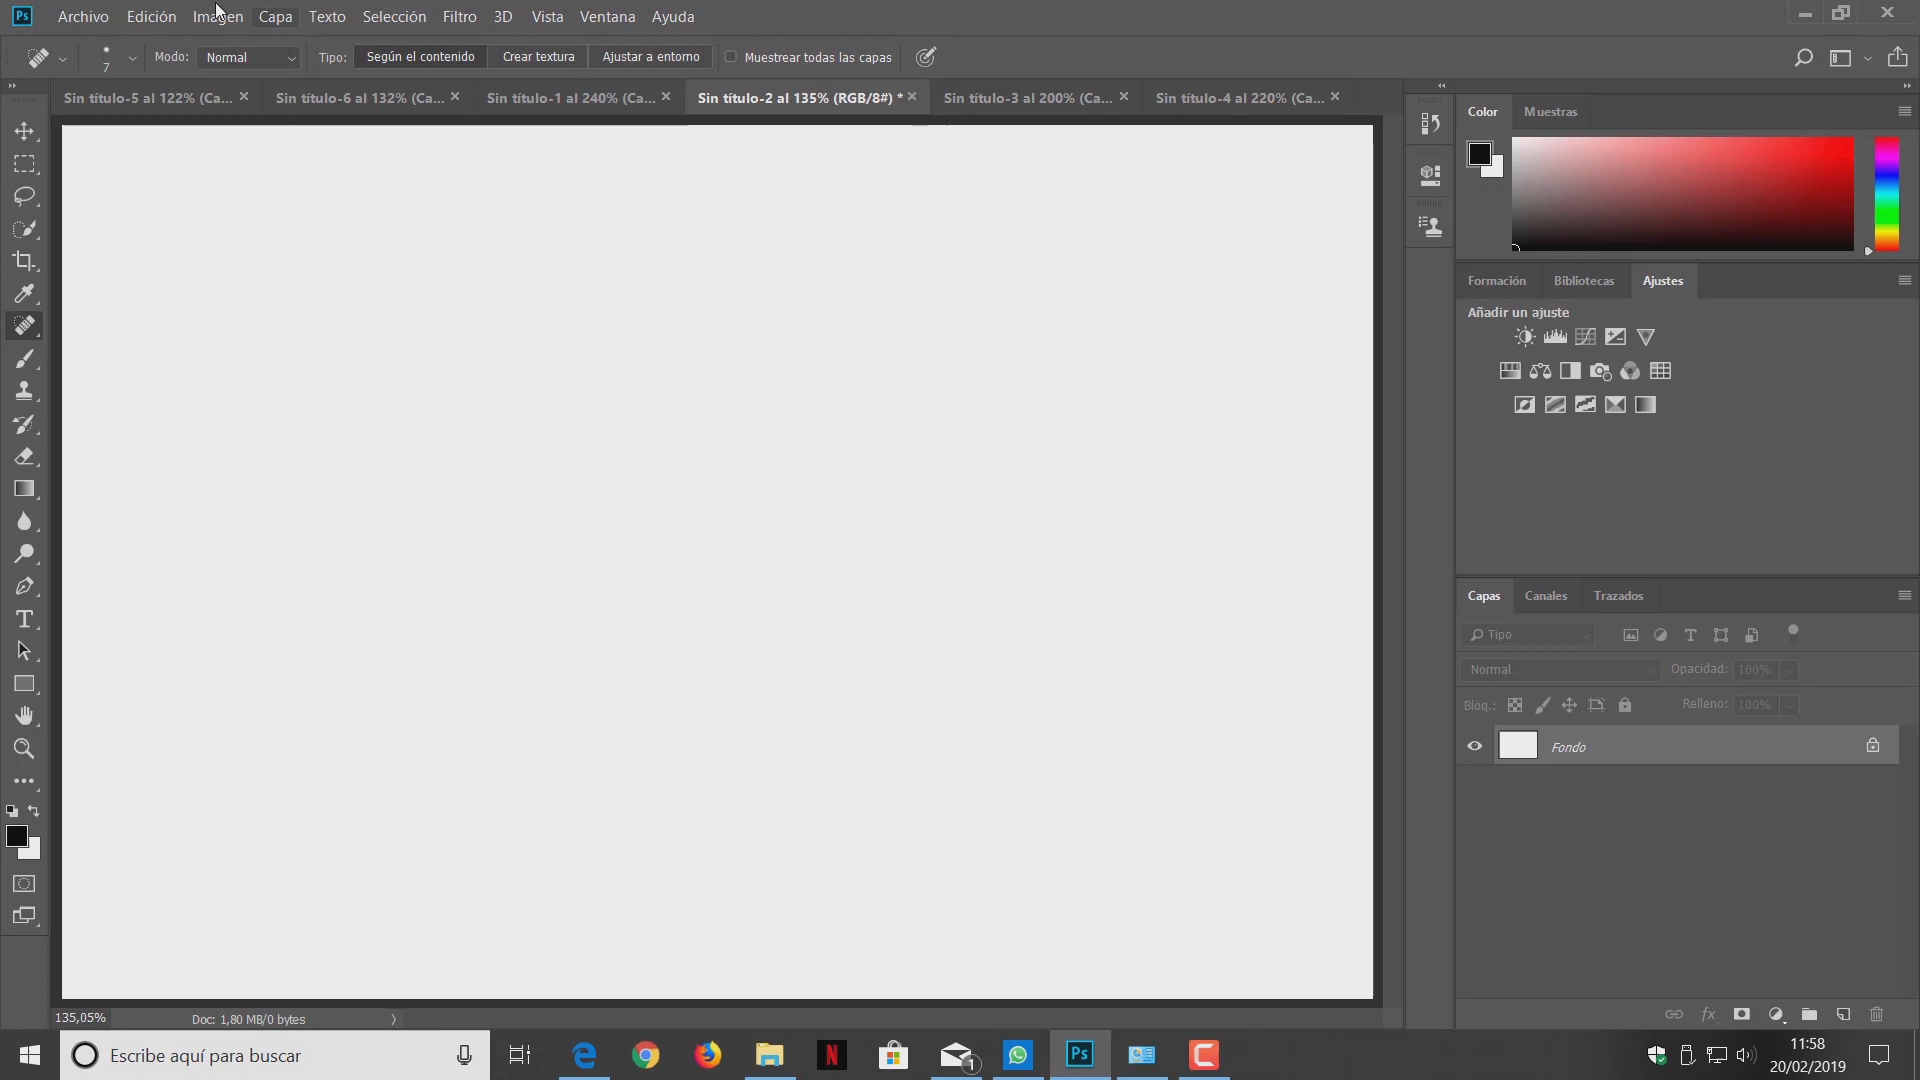 Ps Archivo Edición Imagen Capa Texto Selección Filtro 3D Vista Ventana Ayuda
7 Modo: Normal Tipo: Según el contenido Crear textura Ajustar a entorno Muestrear todas las capas
Sin título-5 al 122% (Ca... Sin título-6 al 132% (Ca... Sin título-1 al 240% (Ca... Sin título-2 al 135% (RGB/8#) * Sin título-3 al 200% (Ca... Sin título-4 al 220% (Ca...
Color Muestras
Formación Bibliotecas Ajustes
Añadir un ajuste
Capas Canales Trazados
Tipo
Normal Opacidad: 100%
Bloq.: Relleno: 100%
Fondo
135,05% Doc: 1,80 MB/0 bytes
Escribe aquí para buscar
1
Ps
11:58
20/02/2019